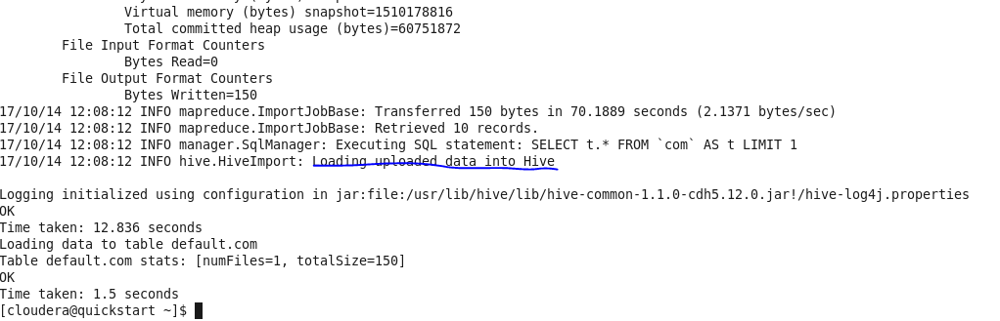 Virtual memory (bytes) snapshot=1510178816
Total committed heap usage (bytes)=60751872
File Input Format Counters
Bytes Read=0
File Output Format Counters
Bytes Written=150
17/10/14 12:08:12 INFO mapreduce.ImportJobBase: Transferred 150 bytes in 70.1889 seconds (2.1371 bytes/sec)
17/10/14 12:08:12 INFO mapreduce.ImportJobBase: Retrieved 10 records.
17/10/14 12:08:12 INFO manager.SqlManager: Executing SQL statement: SELECT t.* FROM `com` AS t LIMIT 1
17/10/14 12:08:12 INFO hive.HiveImport: Loading uploaded data into Hive
Logging initialized using configuration in jar:file:/usr/lib/hive/lib/hive-common-1.1.0-cdh5.12.0.jar!/hive-log4j.properties
OK
Time taken: 12.836 seconds
Loading data to table default.com
Table default.com stats: [numFiles=1, totalSize=150]
OK
Time taken: 1.5 seconds
[cloudera@quickstart ~]$